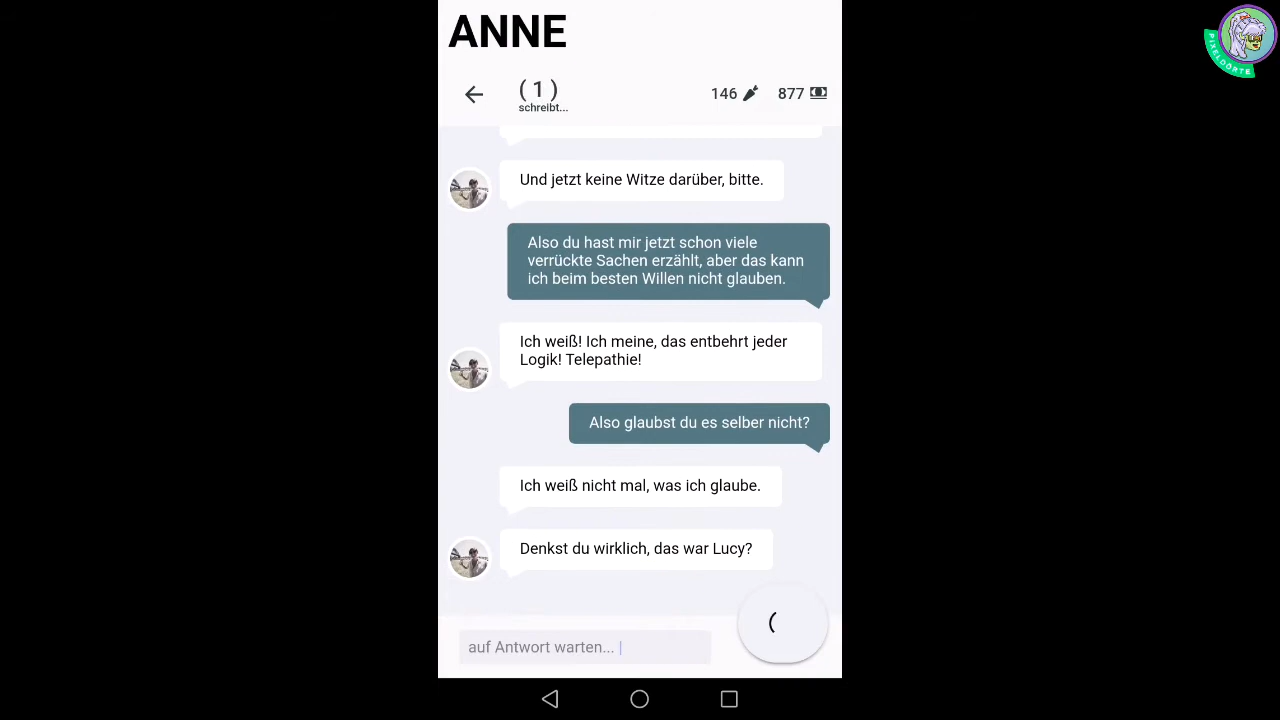 ANNE
( 1 )
schreibt...
146
877
Und jetzt keine Witze darüber, bitte.
Also du hast mir jetzt schon viele
verrückte Sachen erzählt, aber das kann
ich beim besten Willen nicht glauben.
Ich weiß! Ich meine, das entbehrt jeder
Logik! Telepathie!
Also glaubst du es selber nicht?
Ich weiß nicht mal, was ich glaube.
Denkst du wirklich, das war Lucy?
auf Antwort warten... |
PIXELDÖRTE